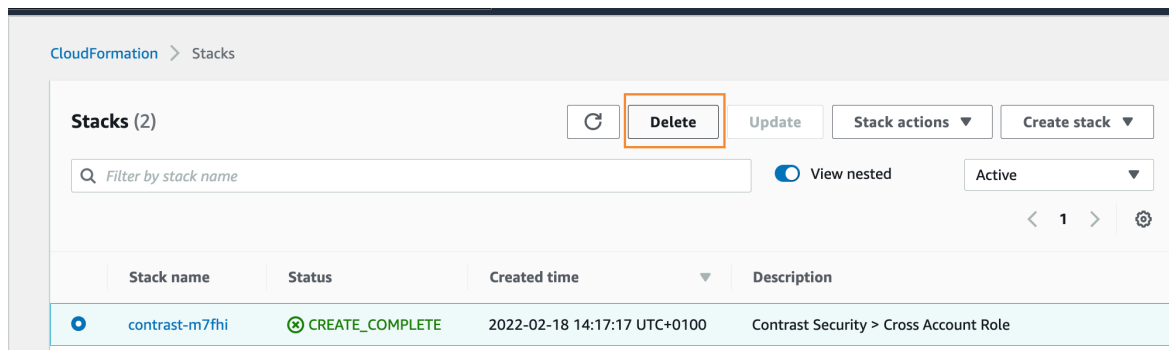 CloudFormation > Stacks
Stacks (2)
Delete
Update
Stack actions
Create stack
Filter by stack name
View nested
Active
1
Stack name Status Created time Description
contrast-m7fhi CREATE_COMPLETE 2022-02-18 14:17:17 UTC+0100 Contrast Security > Cross Account Role